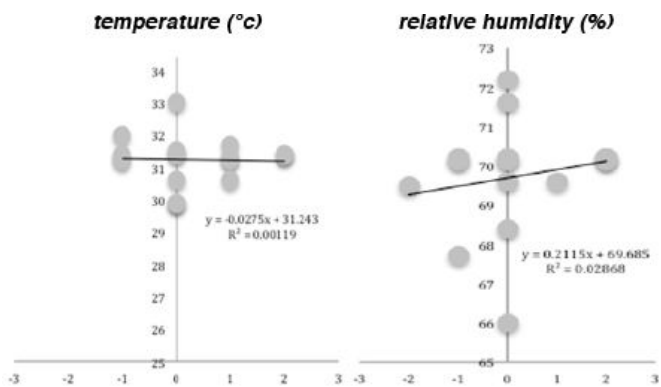 temperature (°c)
34
33
32
31
30
29
28
27
26
25
y = -0.0275x + 31.243
R² = 0.00119
-3 -2 -1 0 1 2 3
relative humidity (%)
73
72
71
70
69
68
67
66
65
y = 0.2115x + 69.685
R² = 0.02868
-3 -2 -1 0 1 2 3